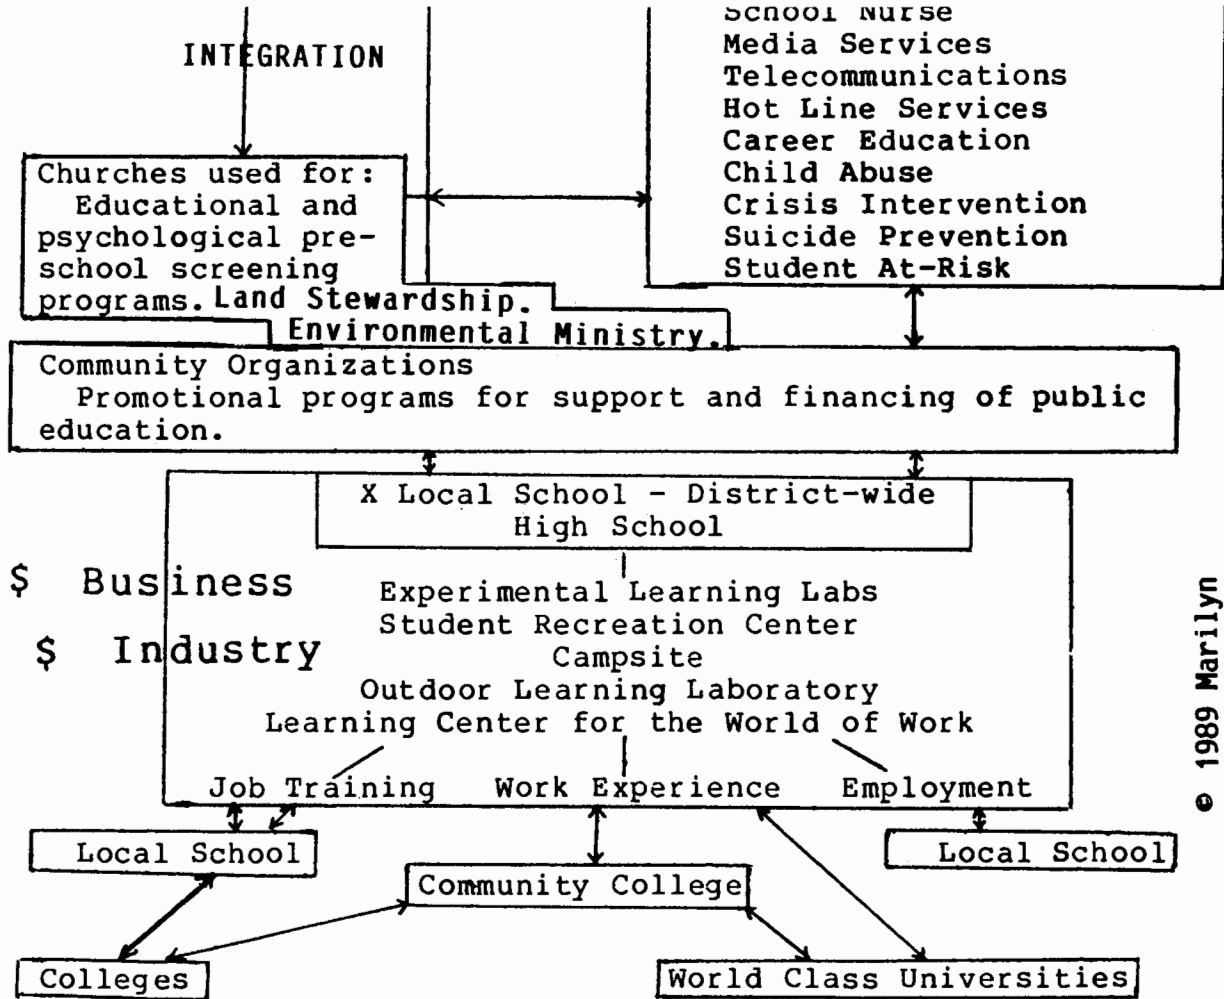 School Nurse
INTEGRATION
Media Services
Telecommunications
Hot Line Services
Career Education
Child Abuse
Crisis Intervention
Suicide Prevention
Student At-Risk
Churches used for:
Educational and
psychological pre-
school screening
programs. Land Stewardship.
Environmental Ministry.
Community Organizations
Promotional programs for support and financing of public
education.
X Local School - District-wide
High School
$ Business
$ Industry
Experimental Learning Labs
Student Recreation Center
Campsite
Outdoor Learning Laboratory
Learning Center for the World of Work
Job Training Work Experience Employment
Local School
Local School
Community College
Colleges
World Class Universities
© 1989 Marilyn